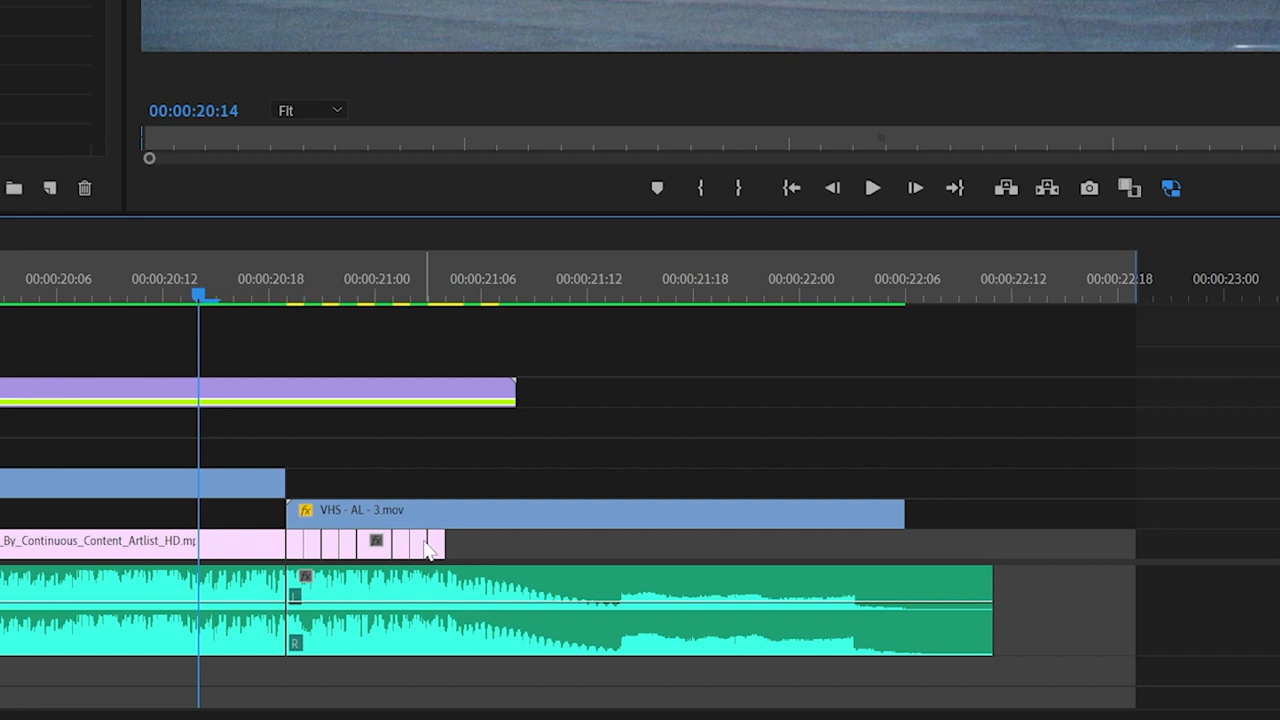 00:00:20:14 Fit
00:00:20:06 00:00:20:12 00:00:20:18 00:00:21:00 00:00:21:06 00:00:21:12 00:00:21:18 00:00:22:00 00:00:22:06 00:00:22:12 00:00:22:18 00:00:23:00
fx VHS - AL - 3.mov
_By_Continuous_Content_Artlist_HD.mp fx
fx
L
R